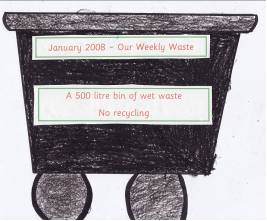 January 2008 - Our Weekly Waste
A 500 litre bin of wet waste
No recycling